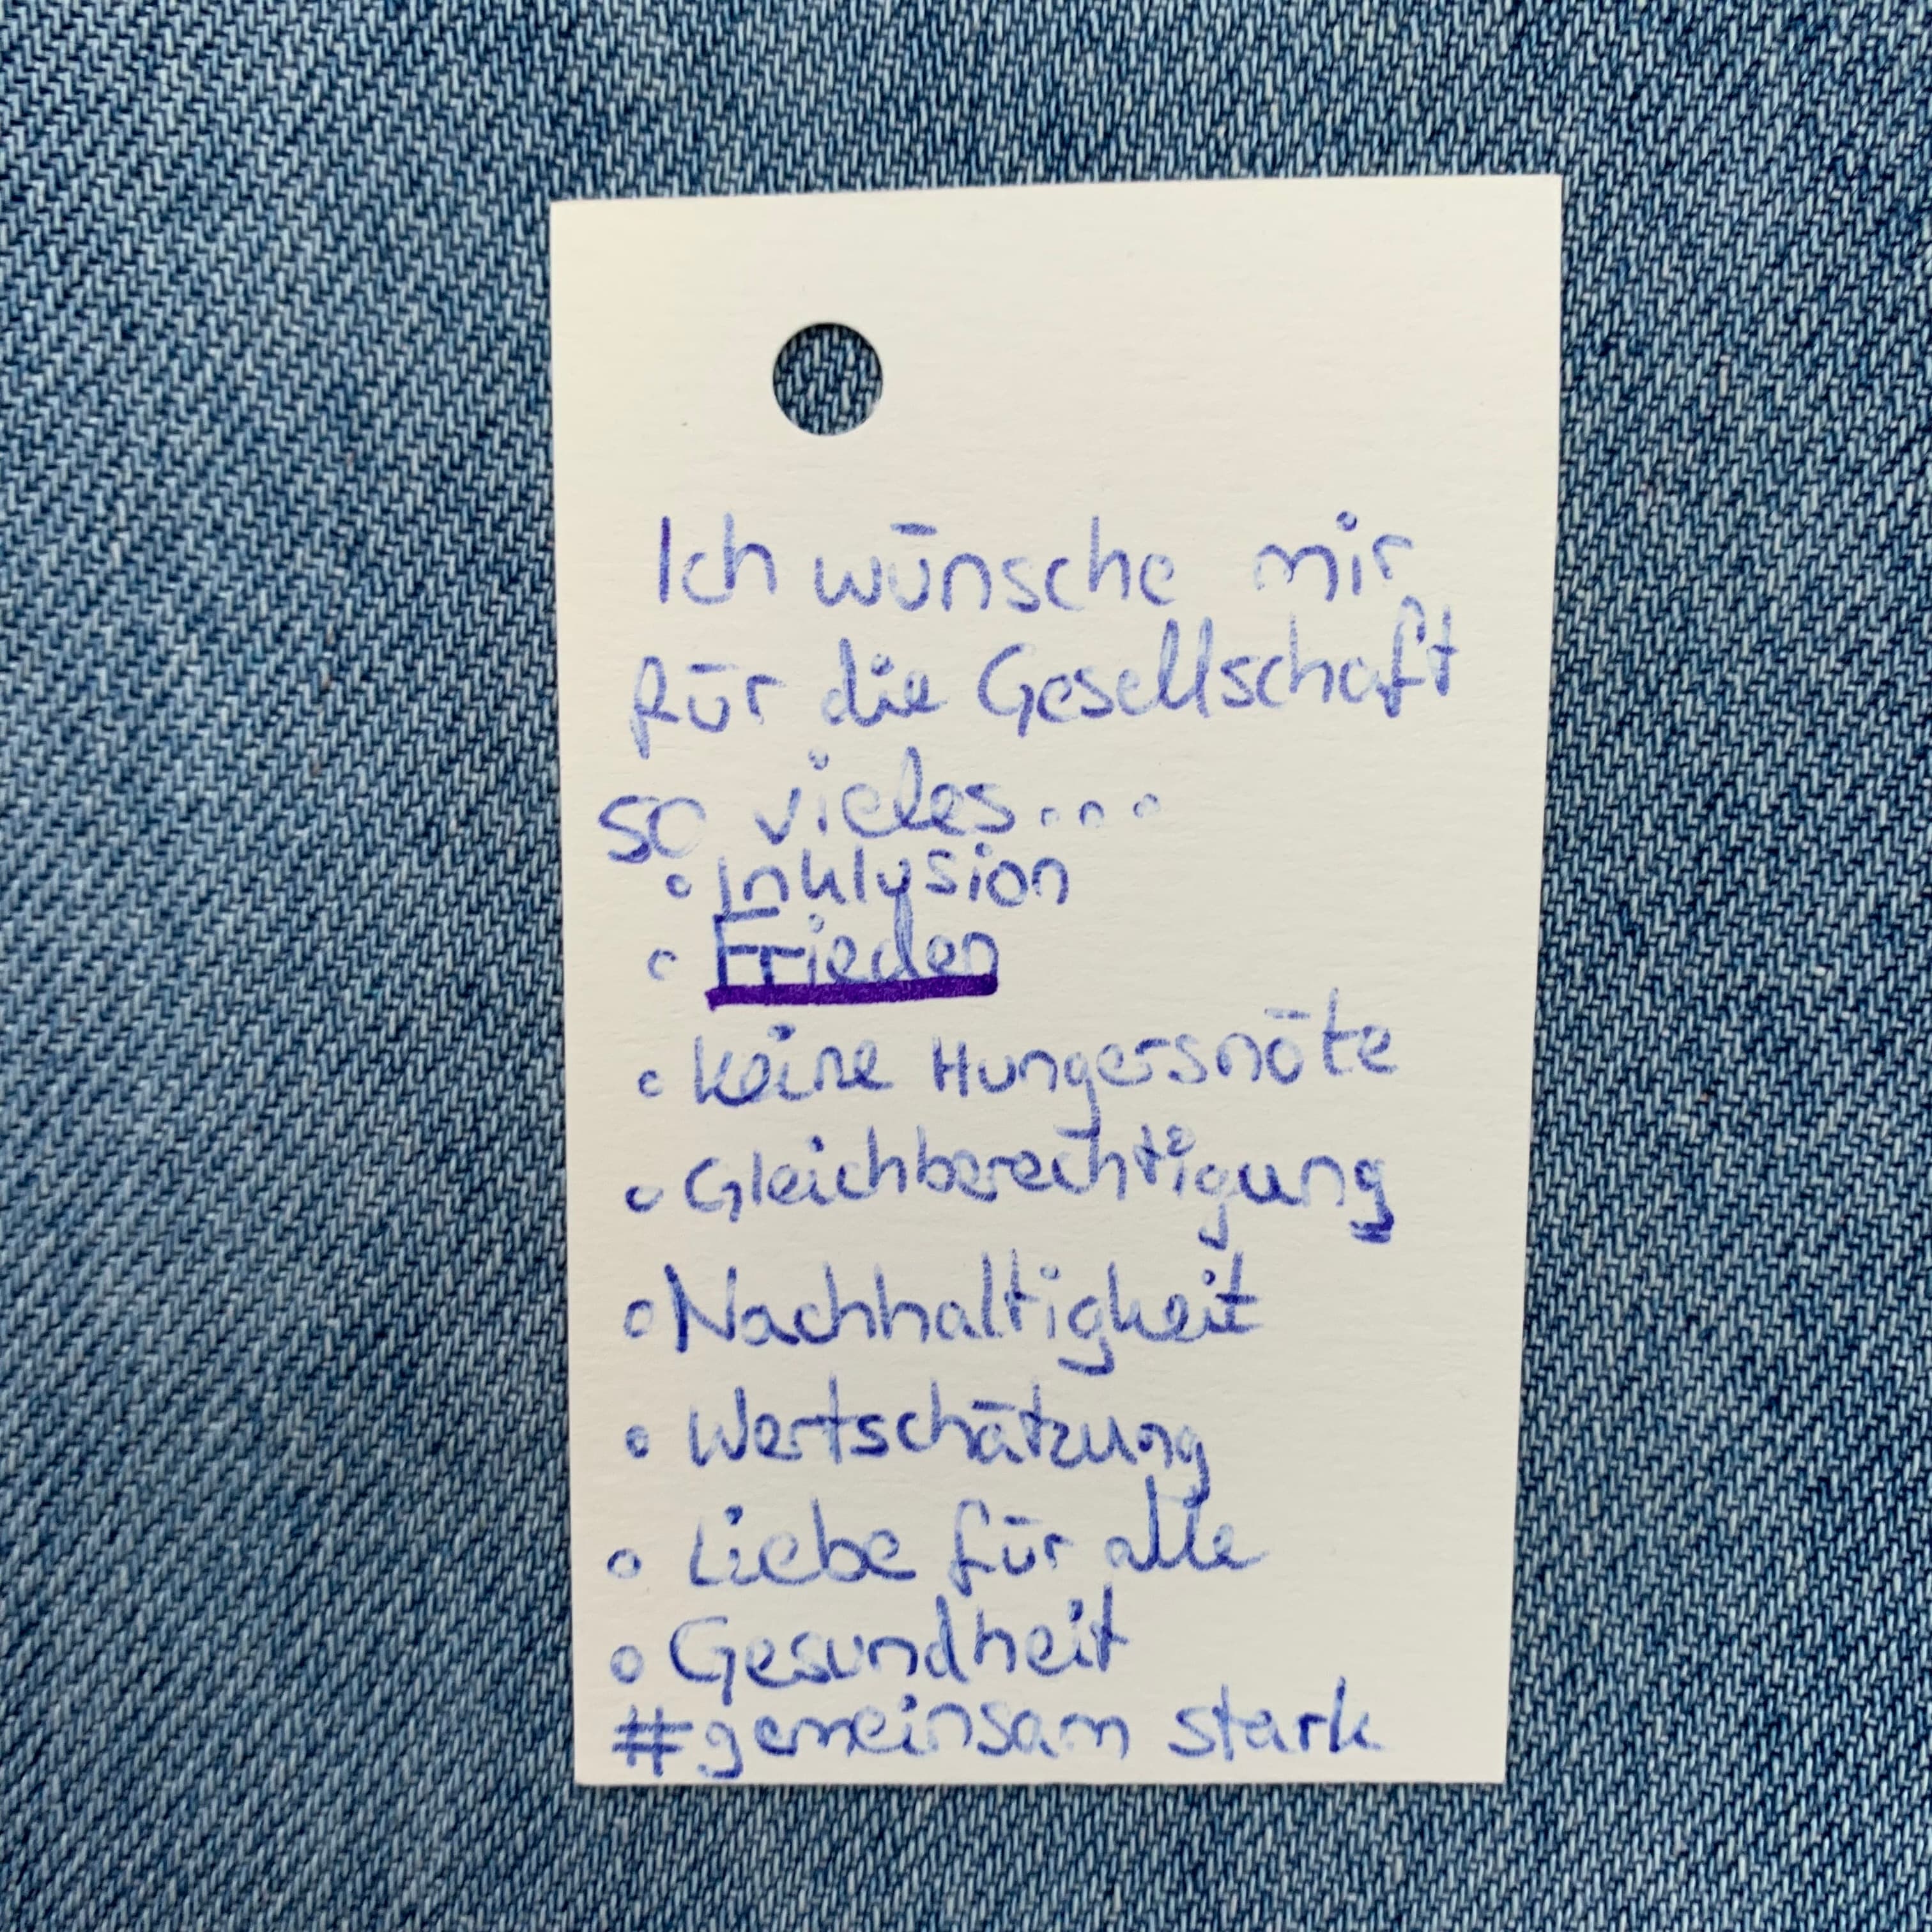 Ich wünsche mir
für die Gesellschaft
so vieles...
° Inklusion
° Frieden
° keine Hungersnöte
° Gleichberechtigung
° Nachhaltigkeit
° Wertschätzung
° Liebe für alle
° Gesundheit
#gemeinsam stark